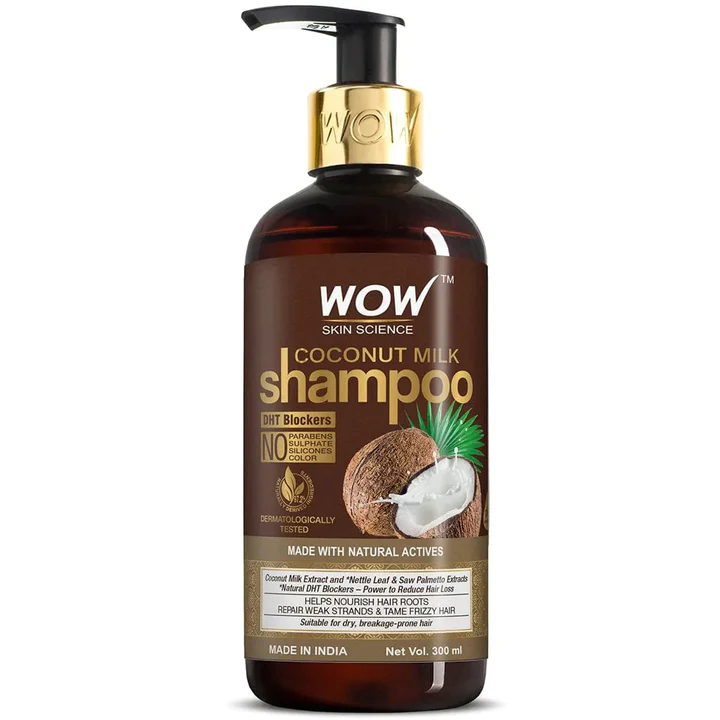 WOW
WOW™
SKIN SCIENCE
COCONUT MILK
shampoo
DHT Blockers
NO PARABENS
SULPHATE
SILICONES
COLOR
DERMATOLOGICALLY
TESTED
MADE WITH NATURAL ACTIVES
Coconut Milk Extract and *Nettle Leaf & Saw Palmetto Extracts
*Natural DHT Blockers – Power to Reduce Hair Loss
HELPS NOURISH HAIR ROOTS
REPAIR WEAK STRANDS & TAME FRIZZY HAIR
Suitable for dry, breakage-prone hair
MADE IN INDIA Net Vol. 300 ml